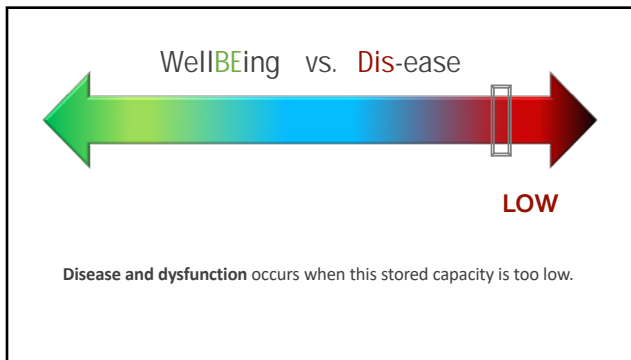 WellBEing vs. Dis-ease
LOW
Disease and dysfunction occurs when this stored capacity is too low.